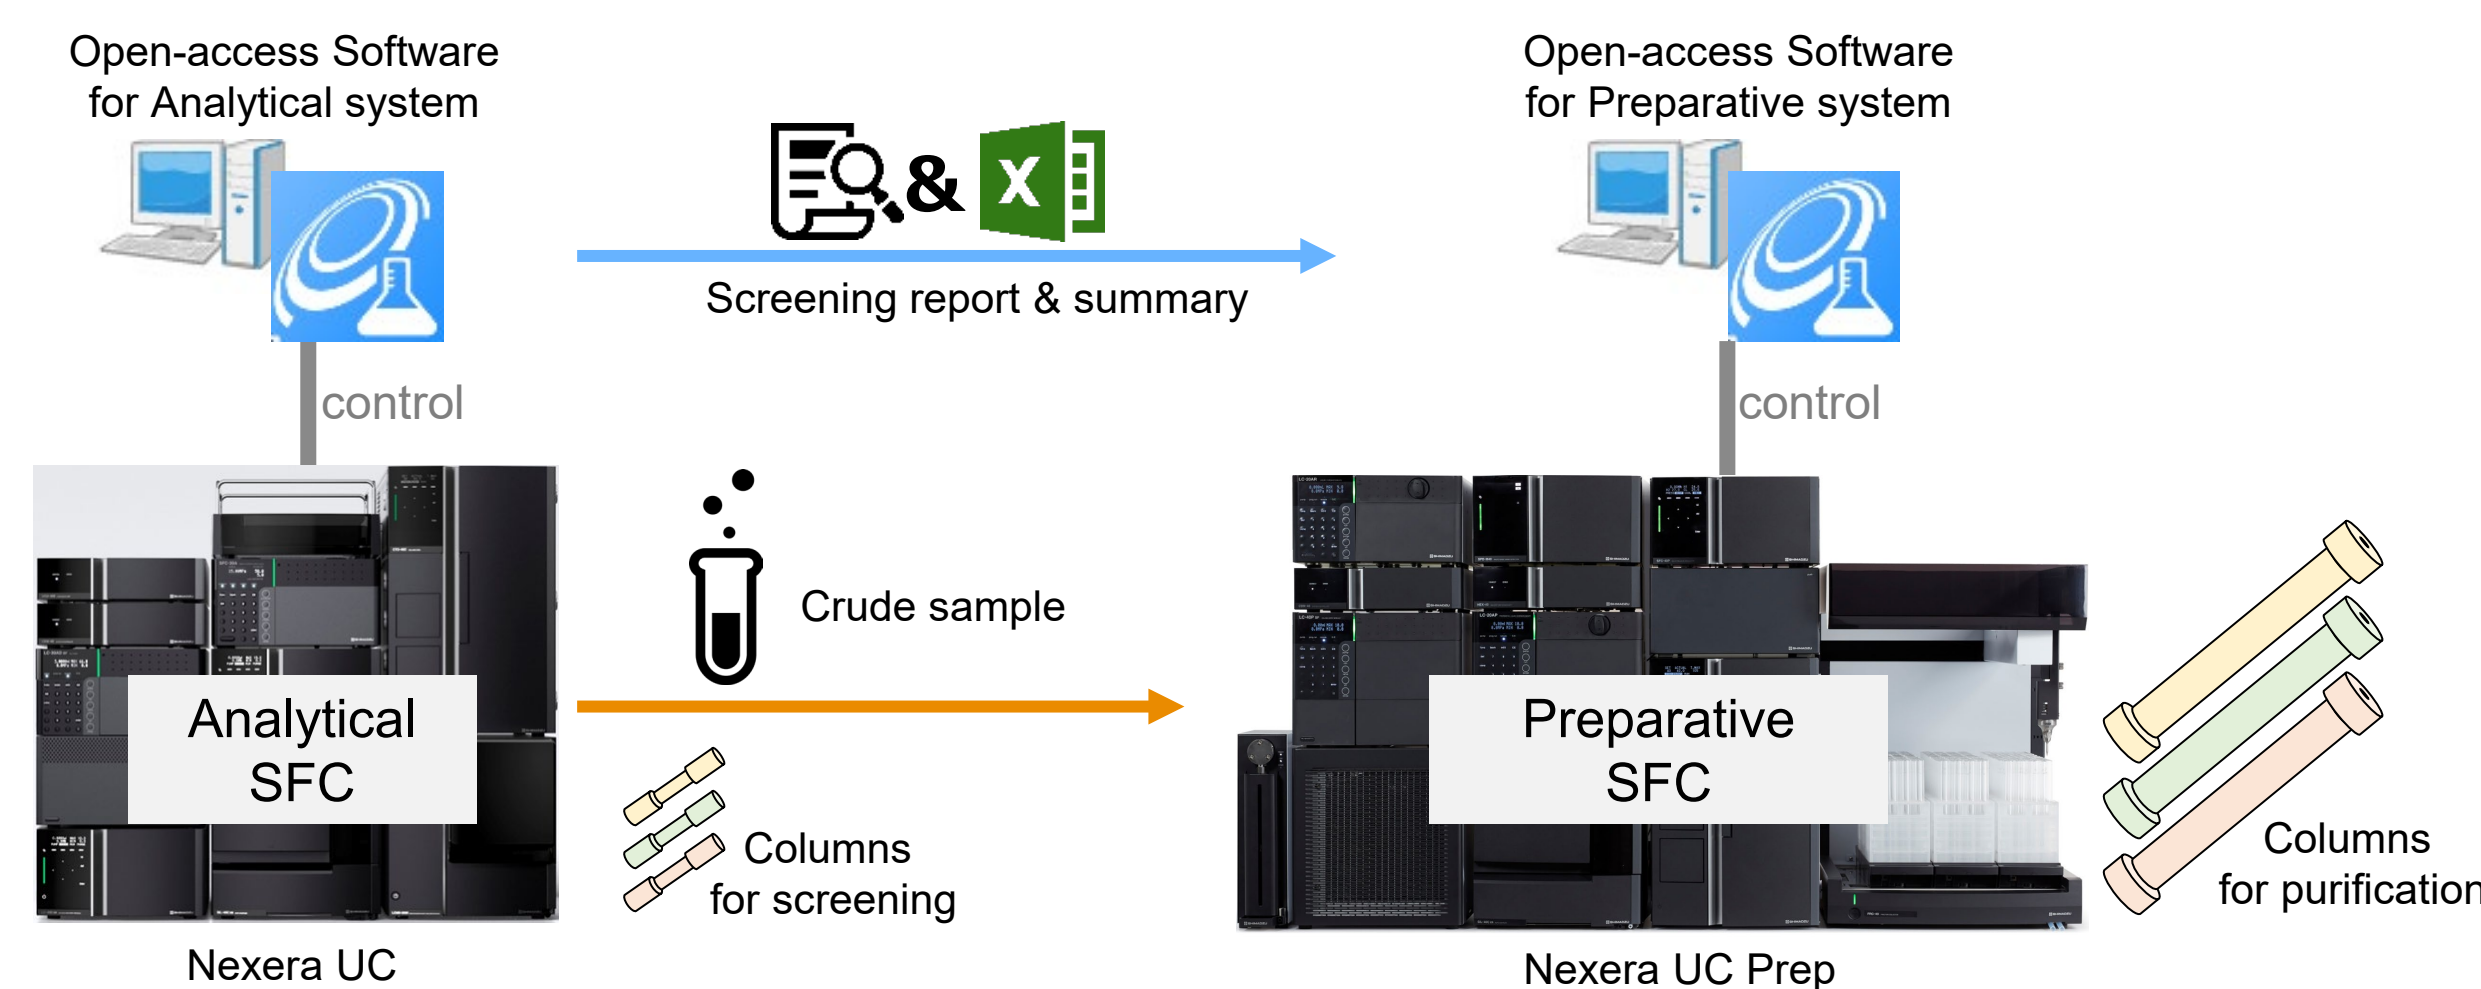 Open-access Software
for Analytical system
Open-access Software
for Preparative system
&
X
Screening report & summary
control
control
Crude sample
Analytical
SFC
Preparative
SFC
Columns
for screening
Columns
for purification
Nexera UC
Nexera UC Prep